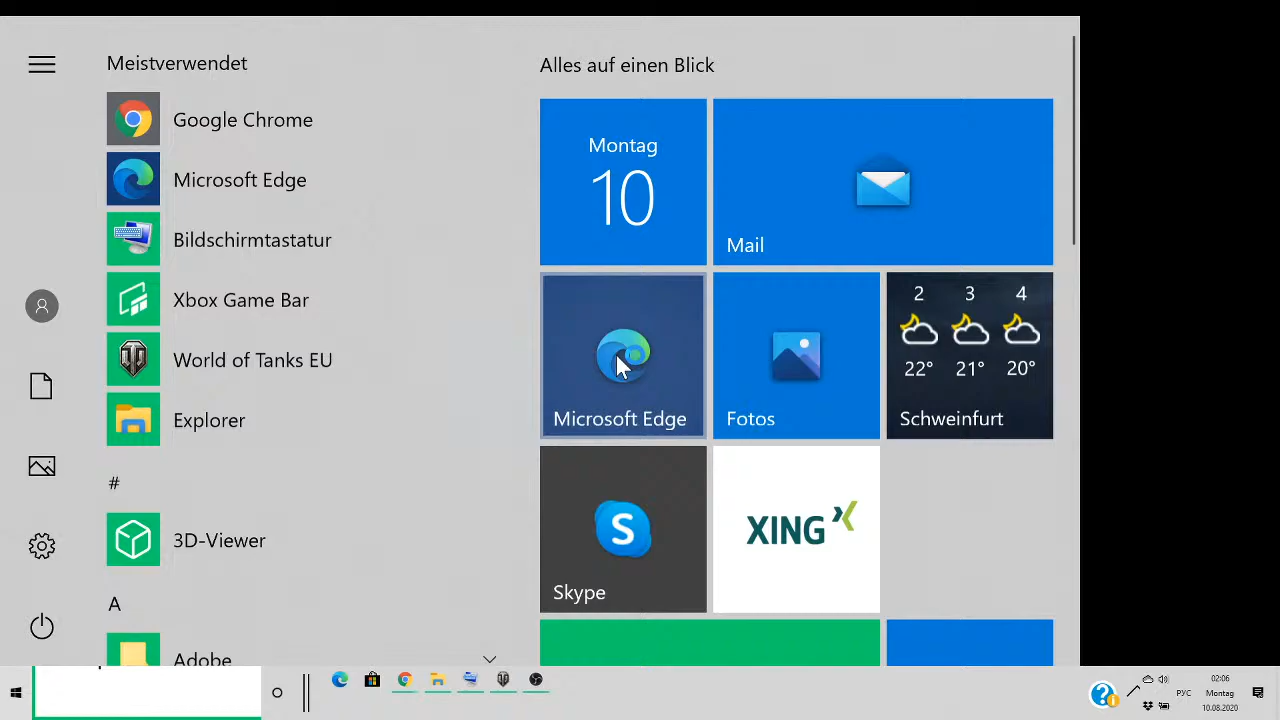 Meistverwendet
Google Chrome
Microsoft Edge
Bildschirmtastatur
Xbox Game Bar
World of Tanks EU
Explorer
#
3D-Viewer
A
Adobe
Alles auf einen Blick
Montag
10
Mail
Microsoft Edge
Fotos
2 3 4
22° 21° 20°
Schweinfurt
S
Skype
XING
02:06
РУС Montag
10.08.2020